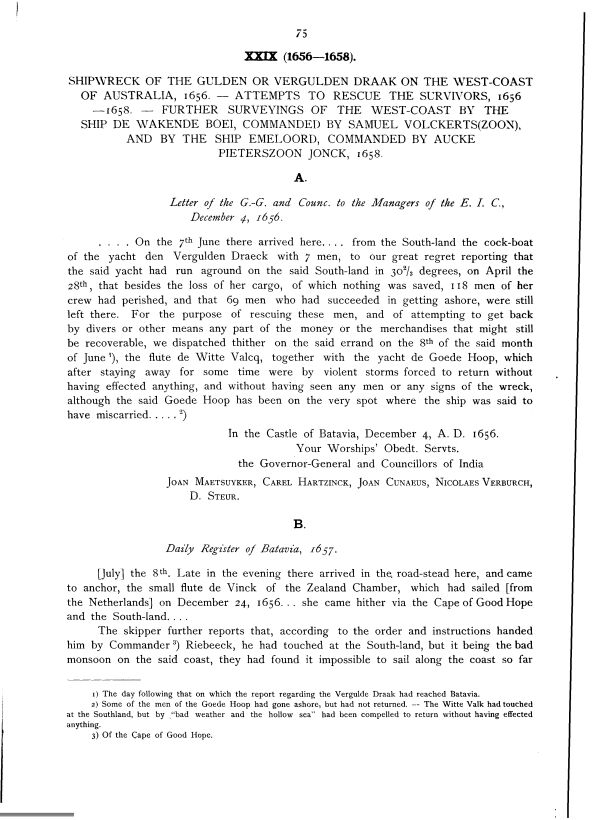 75
XXIX (1656—1658).
SHIPWRECK OF THE GULDEN OR VERGULDEN DRAAK ON THE WEST-COAST
OF AUSTRALIA, 1656. — ATTEMPTS TO RESCUE THE SURVIVORS, 1656
—1658. — FURTHER SURVEYINGS OF THE WEST-COAST BY THE
SHIP DE WAKENDE BOEI, COMMANDED BY SAMUEL VOLCKERTS(ZOON),
AND BY THE SHIP EMELOORD, COMMANDED BY AUCKE
PIETERSZOON JONCK, 1658.
A.
Letter of the G.-G. and Counc. to the Managers of the E. I. C.,
December 4, 1656.
. . . . On the 7th June there arrived here. . . . from the South-land the cock-boat
of the yacht den Vergulden Draeck with 7 men, to our great regret reporting that
the said yacht had run aground on the said South-land in 30²/₃ degrees, on April the
28th, that besides the loss of her cargo, of which nothing was saved, 118 men of her
crew had perished, and that 69 men who had succeeded in getting ashore, were still
left there. For the purpose of rescuing these men, and of attempting to get back
by divers or other means any part of the money or the merchandises that might still
be recoverable, we dispatched thither on the said errand on the 8th of the said month
of June ¹), the flute de Witte Valcq, together with the yacht de Goede Hoop, which
after staying away for some time were by violent storms forced to return without
having effected anything, and without having seen any men or any signs of the wreck,
although the said Goede Hoop has been on the very spot where the ship was said to
have miscarried. . . . . ²)
In the Castle of Batavia, December 4, A. D. 1656.
Your Worships' Obedt. Servts.
the Governor-General and Councillors of India
JOAN MAETSUYKER, CAREL HARTZINCK, JOAN CUNAEUS, NICOLAES VERBURCH,
D. STEUR.
B.
Daily Register of Batavia, 1657.
[July] the 8th. Late in the evening there arrived in the road-stead here, and came
to anchor, the small flute de Vinck of the Zealand Chamber, which had sailed [from
the Netherlands] on December 24, 1656. . . she came hither via the Cape of Good Hope
and the South-land. . . .
The skipper further reports that, according to the order and instructions handed
him by Commander ³) Riebeeck, he had touched at the South-land, but it being the bad
monsoon on the said coast, they had found it impossible to sail along the coast so far
1) The day following that on which the report regarding the Vergulde Draak had reached Batavia.
2) Some of the men of the Goede Hoop had gone ashore, but had not returned. — The Witte Valk had touched
at the Southland, but by "bad weather and the hollow sea" had been compelled to return without having effected
anything.
3) Of the Cape of Good Hope.